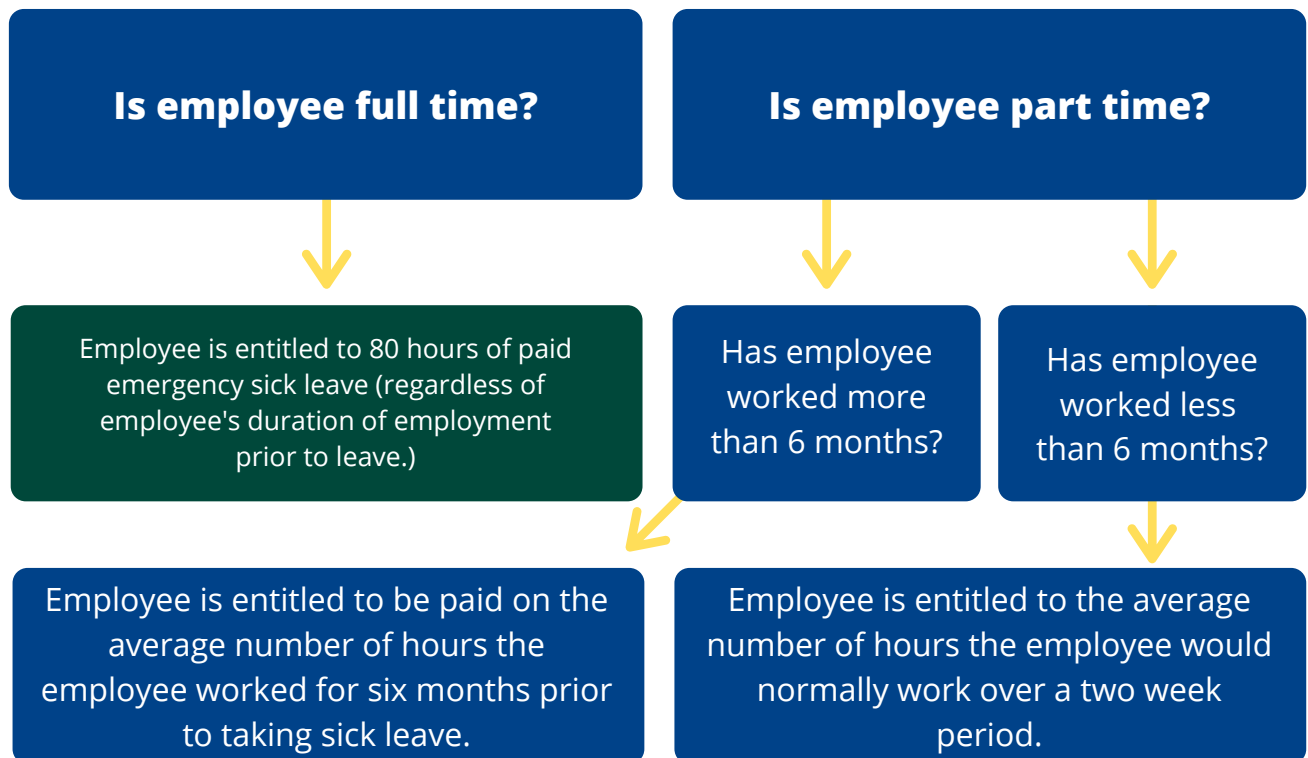 Is employee full time?
Is employee part time?
Employee is entitled to 80 hours of paid
emergency sick leave (regardless of
employee's duration of employment
prior to leave.)
Has employee
worked more
than 6 months?
Has employee
worked less
than 6 months?
Employee is entitled to be paid on the
average number of hours the
employee worked for six months prior
to taking sick leave.
Employee is entitled to the average
number of hours the employee would
normally work over a two week
period.